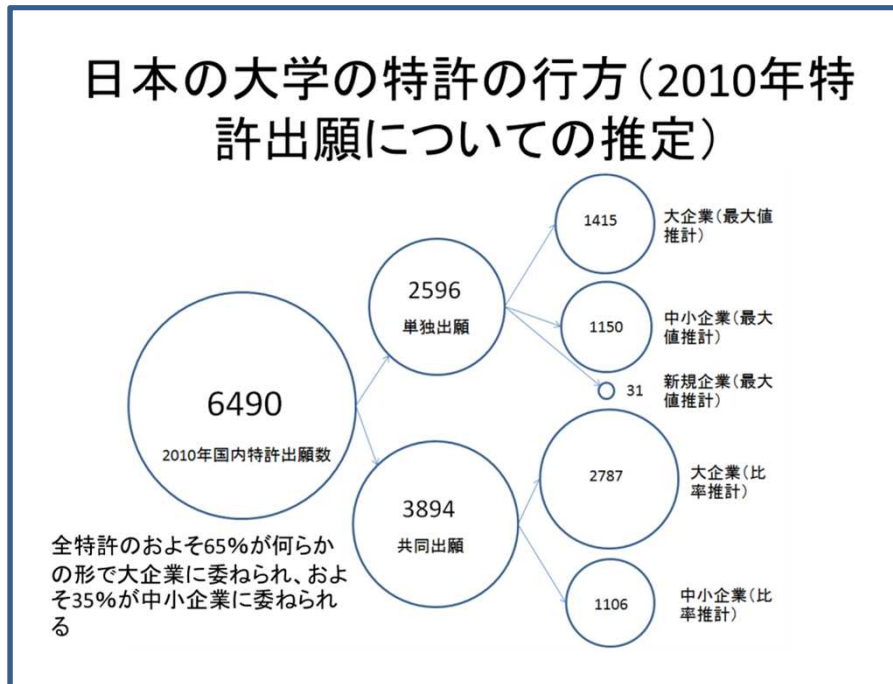 日本の大学の特許の行方（2010年特
許出願についての推定）
6490
2010年国内特許出願数
2596
単独出願
3894
共同出願
1415
大企業（最大値
推計）
1150
中小企業（最大
値推計）
31
新規企業（最大
値推計）
2787
大企業（比
率推計）
1106
中小企業（比
率推計）
全特許のおよそ65%が何らか
の形で大企業に委ねられ、およ
そ35%が中小企業に委ねられ
る